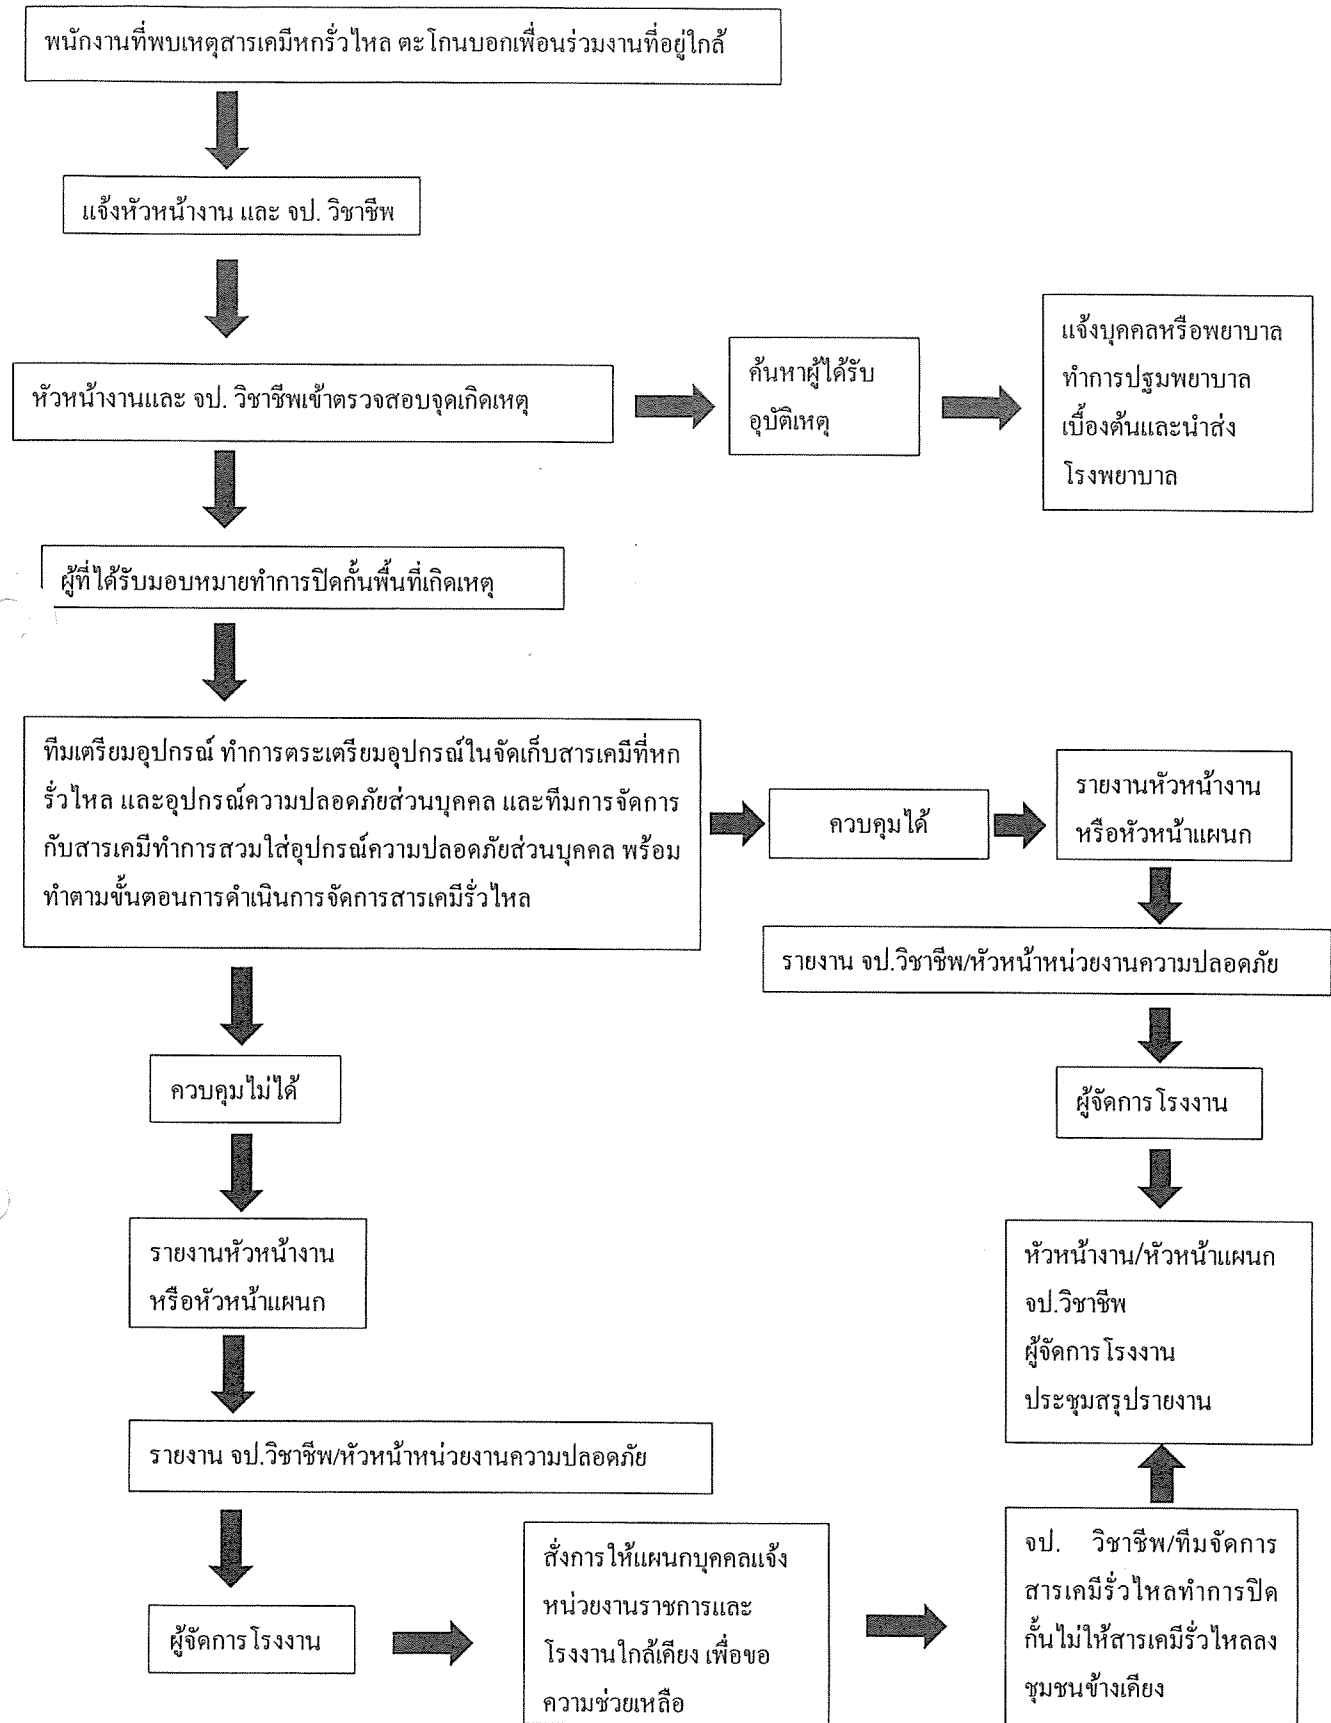 พนักงานที่พบเหตุสารเคมีหกรั่วไหล ตะโกนบอกเพื่อนร่วมงานที่อยู่ใกล้
แจ้งหัวหน้างาน และ จป. วิชาชีพ
หัวหน้างานและ จป. วิชาชีพเข้าตรวจสอบจุดเกิดเหตุ
ค้นหาผู้ได้รับ
อุบัติเหตุ
แจ้งบุคคลหรือพยาบาล
ทำการปฐมพยาบาล
เบื้องต้นและนำส่ง
โรงพยาบาล
ผู้ที่ได้รับมอบหมายทำการปิดกั้นพื้นที่เกิดเหตุ
ทีมเตรียมอุปกรณ์ ทำการตระเตรียมอุปกรณ์ในจัดเก็บสารเคมีที่หก
รั่วไหล และอุปกรณ์ความปลอดภัยส่วนบุคคล และทีมการจัดการ
กับสารเคมีทำการสวมใส่อุปกรณ์ความปลอดภัยส่วนบุคคล พร้อม
ทำตามขั้นตอนการดำเนินการจัดการสารเคมีรั่วไหล
ควบคุมได้
รายงานหัวหน้างาน
หรือหัวหน้าแผนก
รายงาน จป.วิชาชีพ/หัวหน้าหน่วยงานความปลอดภัย
ผู้จัดการโรงงาน
หัวหน้างาน/หัวหน้าแผนก
จป.วิชาชีพ
ผู้จัดการโรงงาน
ประชุมสรุปรายงาน
ควบคุมไม่ได้
รายงานหัวหน้างาน
หรือหัวหน้าแผนก
รายงาน จป.วิชาชีพ/หัวหน้าหน่วยงานความปลอดภัย
ผู้จัดการโรงงาน
สั่งการให้แผนกบุคคลแจ้ง
หน่วยงานราชการและ
โรงงานใกล้เคียง เพื่อขอ
ความช่วยเหลือ
จป. วิชาชีพ/ทีมจัดการ
สารเคมีรั่วไหลทำการปิด
กั้นไม่ให้สารเคมีรั่วไหลลง
ชุมชนข้างเคียง